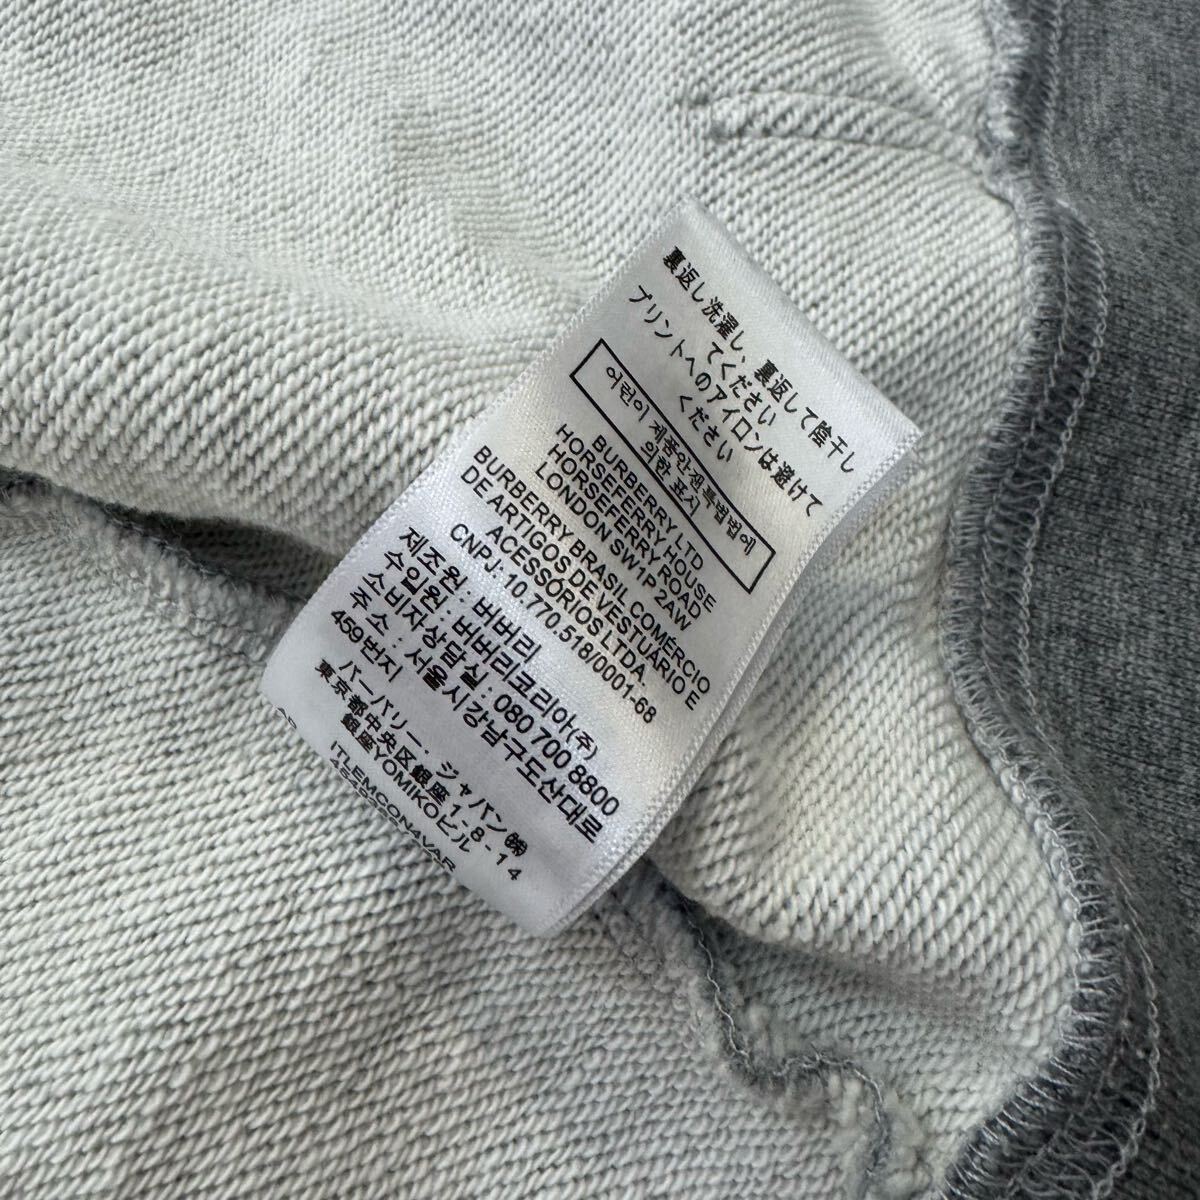 裏返し洗濯し、裏返して陰干し
てください
プリントへのアイロンは避けて
ください
어린이 제품안전특별법에
의한 표시
BURBERRY LTD
HORSEFERRY HOUSE
HORSEFERRY ROAD
LONDON SW1P 2AW
BURBERRY BRASIL COMÉRCIO
DE ARTIGOS DE VESTUÁRIO E
ACESSÓRIOS LTDA.
CNPJ: 10.770.518/0001-68
제조원 : 버버리
수입원 : 버버리코리아(주)
소비자상담실 : 080 700 8800
주소 : 서울시강남구도산대로
459번지
バーバリー・ジャパン㈱
東京都中央区銀座1-8-14
銀座YOMIKOビル
ITLEMCON4VAR